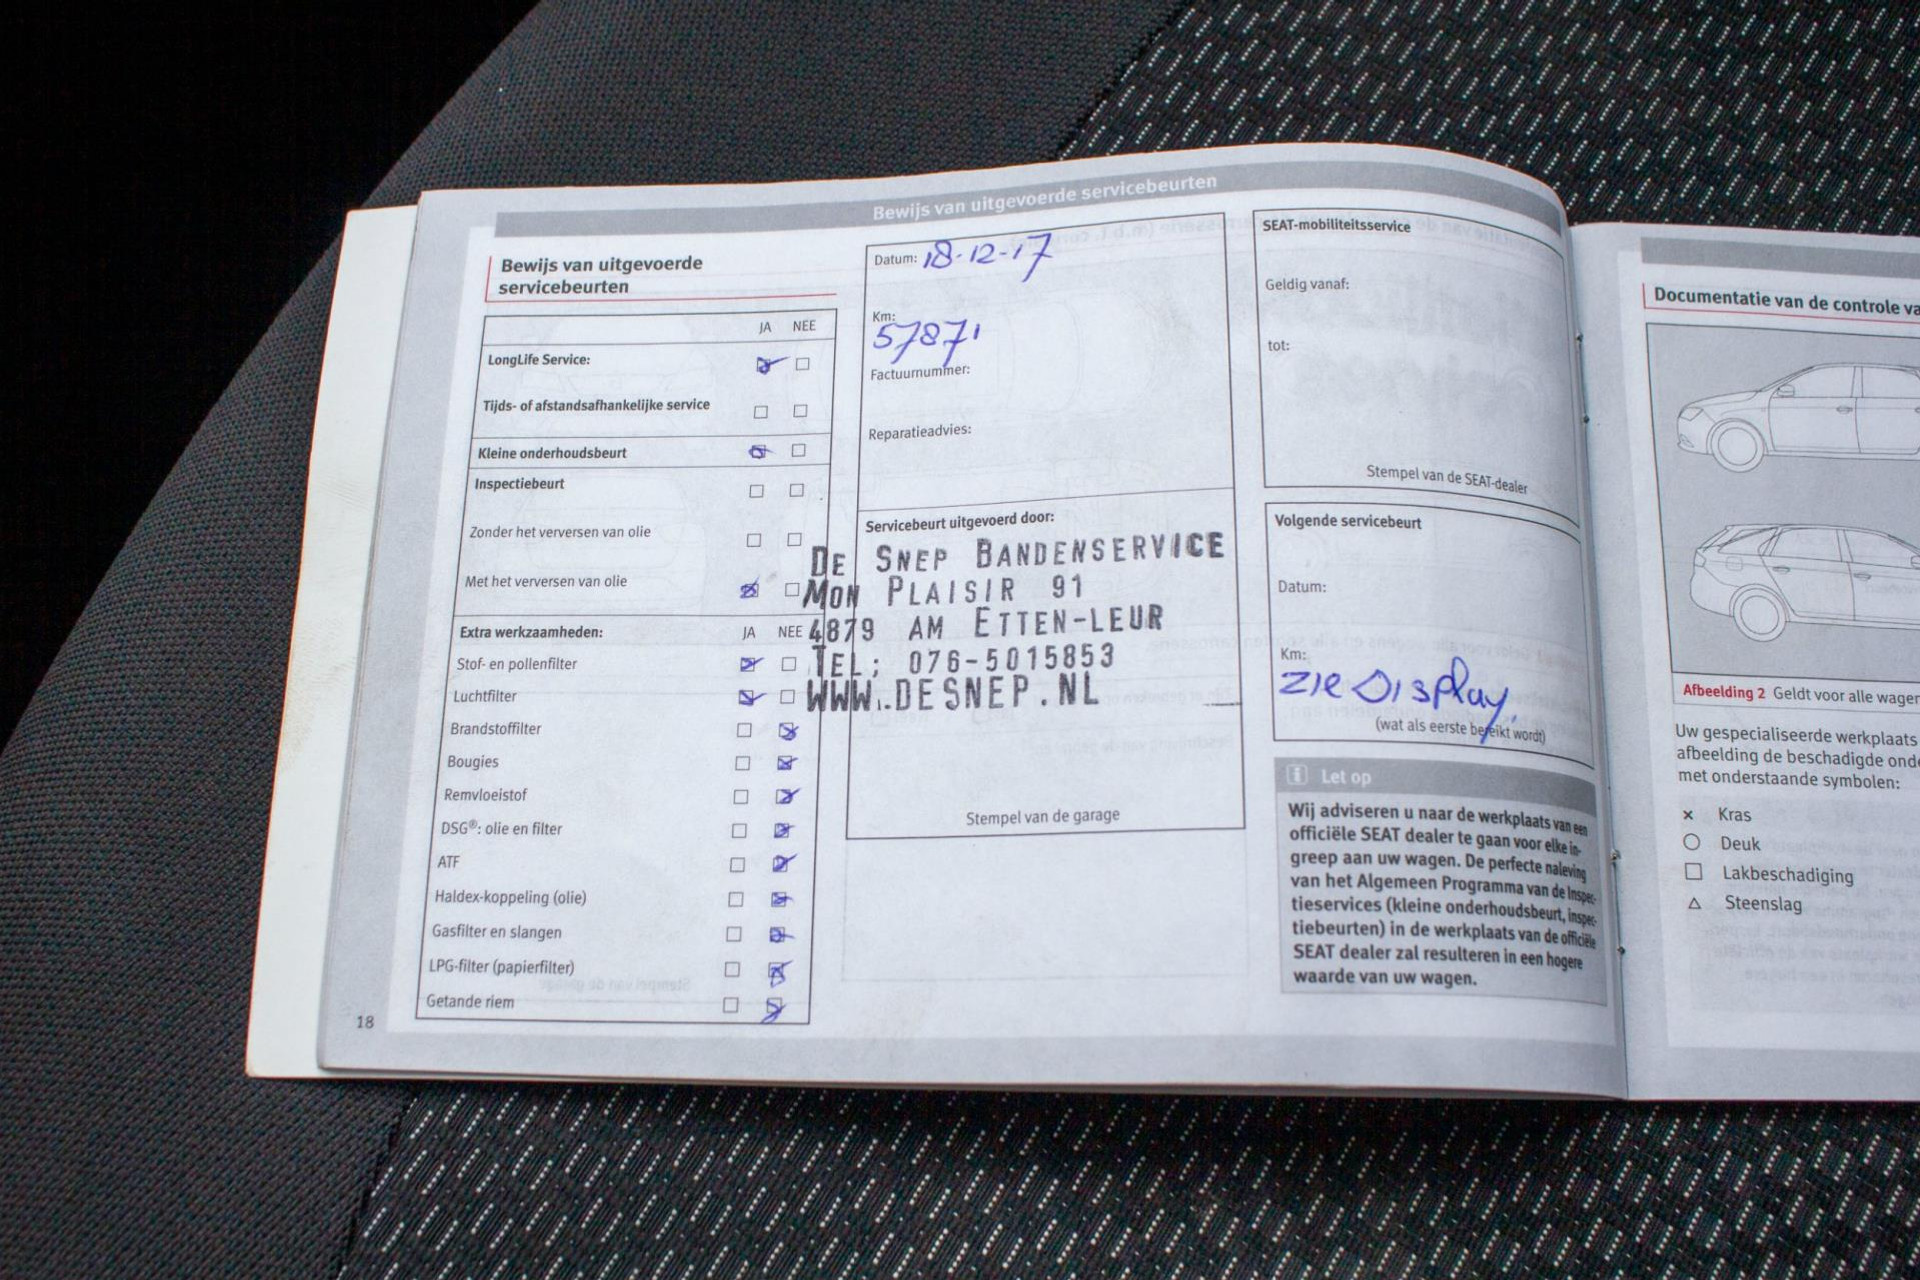 Bewijs van uitgevoerde servicebeurten
Bewijs van uitgevoerde
servicebeurten
JA NEE
LongLife Service:
Tijds- of afstandsafhankelijke service
Kleine onderhoudsbeurt
Inspectiebeurt
Zonder het verversen van olie
Met het verversen van olie
Extra werkzaamheden: JA NEE
Stof- en pollenfilter
Luchtfilter
Brandstoffilter
Bougies
Remvloeistof
DSG®: olie en filter
ATF
Haldex-koppeling (olie)
Gasfilter en slangen
LPG-filter (papierfilter)
Getande riem
18
Datum: 18-12-17
Km:
57871
Factuurnummer:
Reparatieadvies:
Servicebeurt uitgevoerd door:
DE SNEP BANDENSERVICE
MON PLAISIR 91
4879 AM ETTEN-LEUR
TEL; 076-5015853
WWW.DESNEP.NL
Stempel van de garage
SEAT-mobiliteitsservice
Geldig vanaf:
tot:
Stempel van de SEAT-dealer
Volgende servicebeurt
Datum:
Km:
ZIE DISPlay.
(wat als eerste bereikt wordt)
i Let op
Wij adviseren u naar de werkplaats van een
officiële SEAT dealer te gaan voor elke in-
greep aan uw wagen. De perfecte naleving
van het Algemeen Programma van de Inspec-
tieservices (kleine onderhoudsbeurt, inspec-
tiebeurten) in de werkplaats van de officiële
SEAT dealer zal resulteren in een hogere
waarde van uw wagen.
Documentatie van de controle va
Afbeelding 2 Geldt voor alle wagen
Uw gespecialiseerde werkplaats
afbeelding de beschadigde onde
met onderstaande symbolen:
× Kras
○ Deuk
□ Lakbeschadiging
△ Steenslag